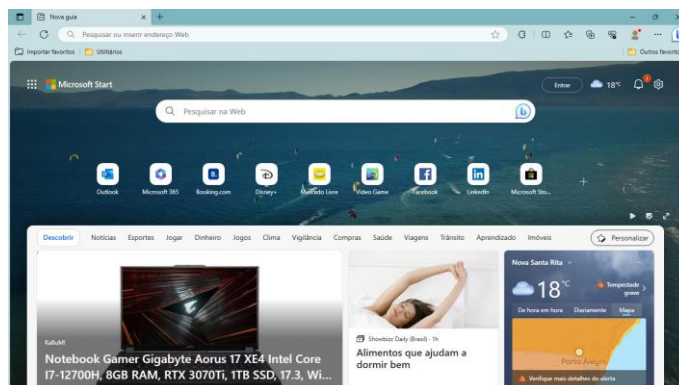 Nova guia
Pesquisar ou inserir endereço Web
Importar favoritos
Utilitários
Outros favorito
Microsoft Start
Entrar
18°C
Pesquisar na Web
Outlook
Microsoft 365
Booking.com
Disney+
Mercado Livre
Video Game
Facebook
LinkedIn
Microsoft Sto...
Descobrir Notícias Esportes Jogar Dinheiro Jogos Clima Vigilância Compras Saúde Viagens Trânsito Aprendizado Imóveis
Personalizar
KaBuM!
Notebook Gamer Gigabyte Aorus 17 XE4 Intel Core
I7-12700H, 8GB RAM, RTX 3070Ti, 1TB SSD, 17.3, Wi...
Showbizz Daily (Brasil) · 1h
Alimentos que ajudam a
dormir bem
Nova Santa Rita
18°C
Tempestade
grave
De hora em hora Diariamente Mapa
Porto Alegre
Verifique mais detalhes do alerta